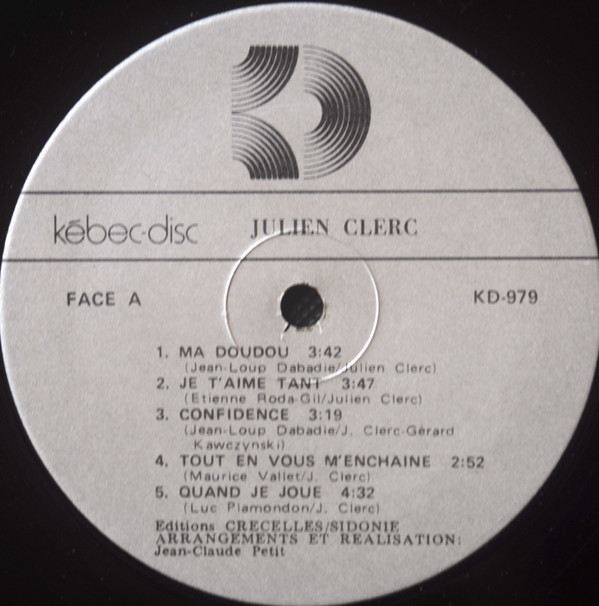 kébec-disc JULIEN CLERC
FACE A KD-979
1. MA DOUDOU 3:42
(Jean-Loup Dabadie/Julien Clerc)
2. JE T'AIME TANT 3:47
(Etienne Roda-Gil/Julien Clerc)
3. CONFIDENCE 3:19
(Jean-Loup Dabadie/J. Clerc-Gérard
Kawczynski)
4. TOUT EN VOUS M'ENCHAINE 2:52
(Maurice Vallet/J. Clerc)
5. QUAND JE JOUE 4:32
(Luc Plamondon/J. Clerc)
Editions CRECELLES/SIDONIE
ARRANGEMENTS ET REALISATION:
Jean-Claude Petit